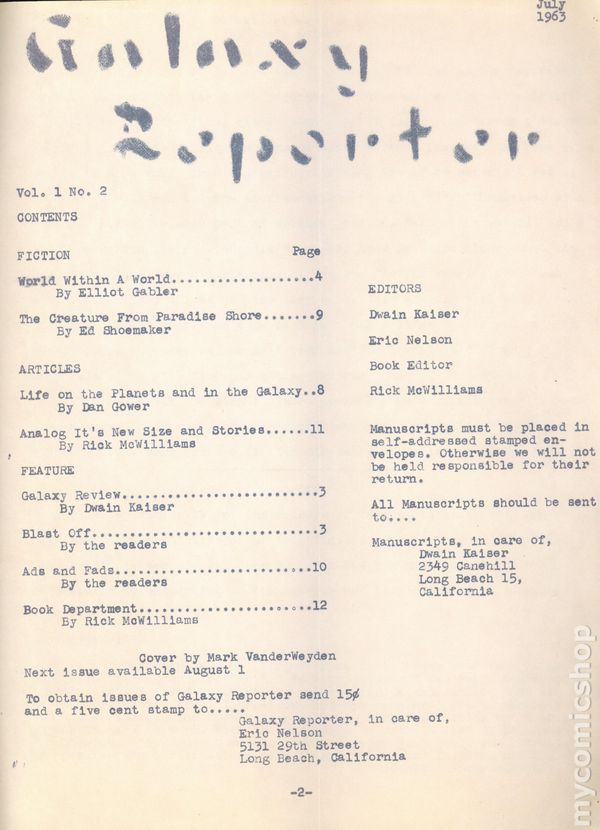 July
1963
Galaxy
Reporter
Vol. 1 No. 2
CONTENTS
FICTION Page
World Within A World...................4
By Elliot Gabler
The Creature From Paradise Shore.......9
By Ed Shoemaker
ARTICLES
Life on the Planets and in the Galaxy..8
By Dan Gower
Analog It's New Size and Stories......11
By Rick McWilliams
FEATURE
Galaxy Review..........................3
By Dwain Kaiser
Blast Off..............................3
By the readers
Ads and Fads..........................10
By the readers
Book Department.......................12
By Rick McWilliams
EDITORS
Dwain Kaiser
Eric Nelson
Book Editor
Rick McWilliams
Manuscripts must be placed in
self-addressed stamped en-
velopes. Otherwise we will not
be held responsible for their
return.
All Manuscripts should be sent
to....
Manuscripts, in care of,
Dwain Kaiser
2349 Canehill
Long Beach 15,
California
Cover by Mark VanderWeyden
Next issue available August 1
To obtain issues of Galaxy Reporter send 15¢
and a five cent stamp to.....
Galaxy Reporter, in care of,
Eric Nelson
5131 29th Street
Long Beach, California
-2-
mycomicshop